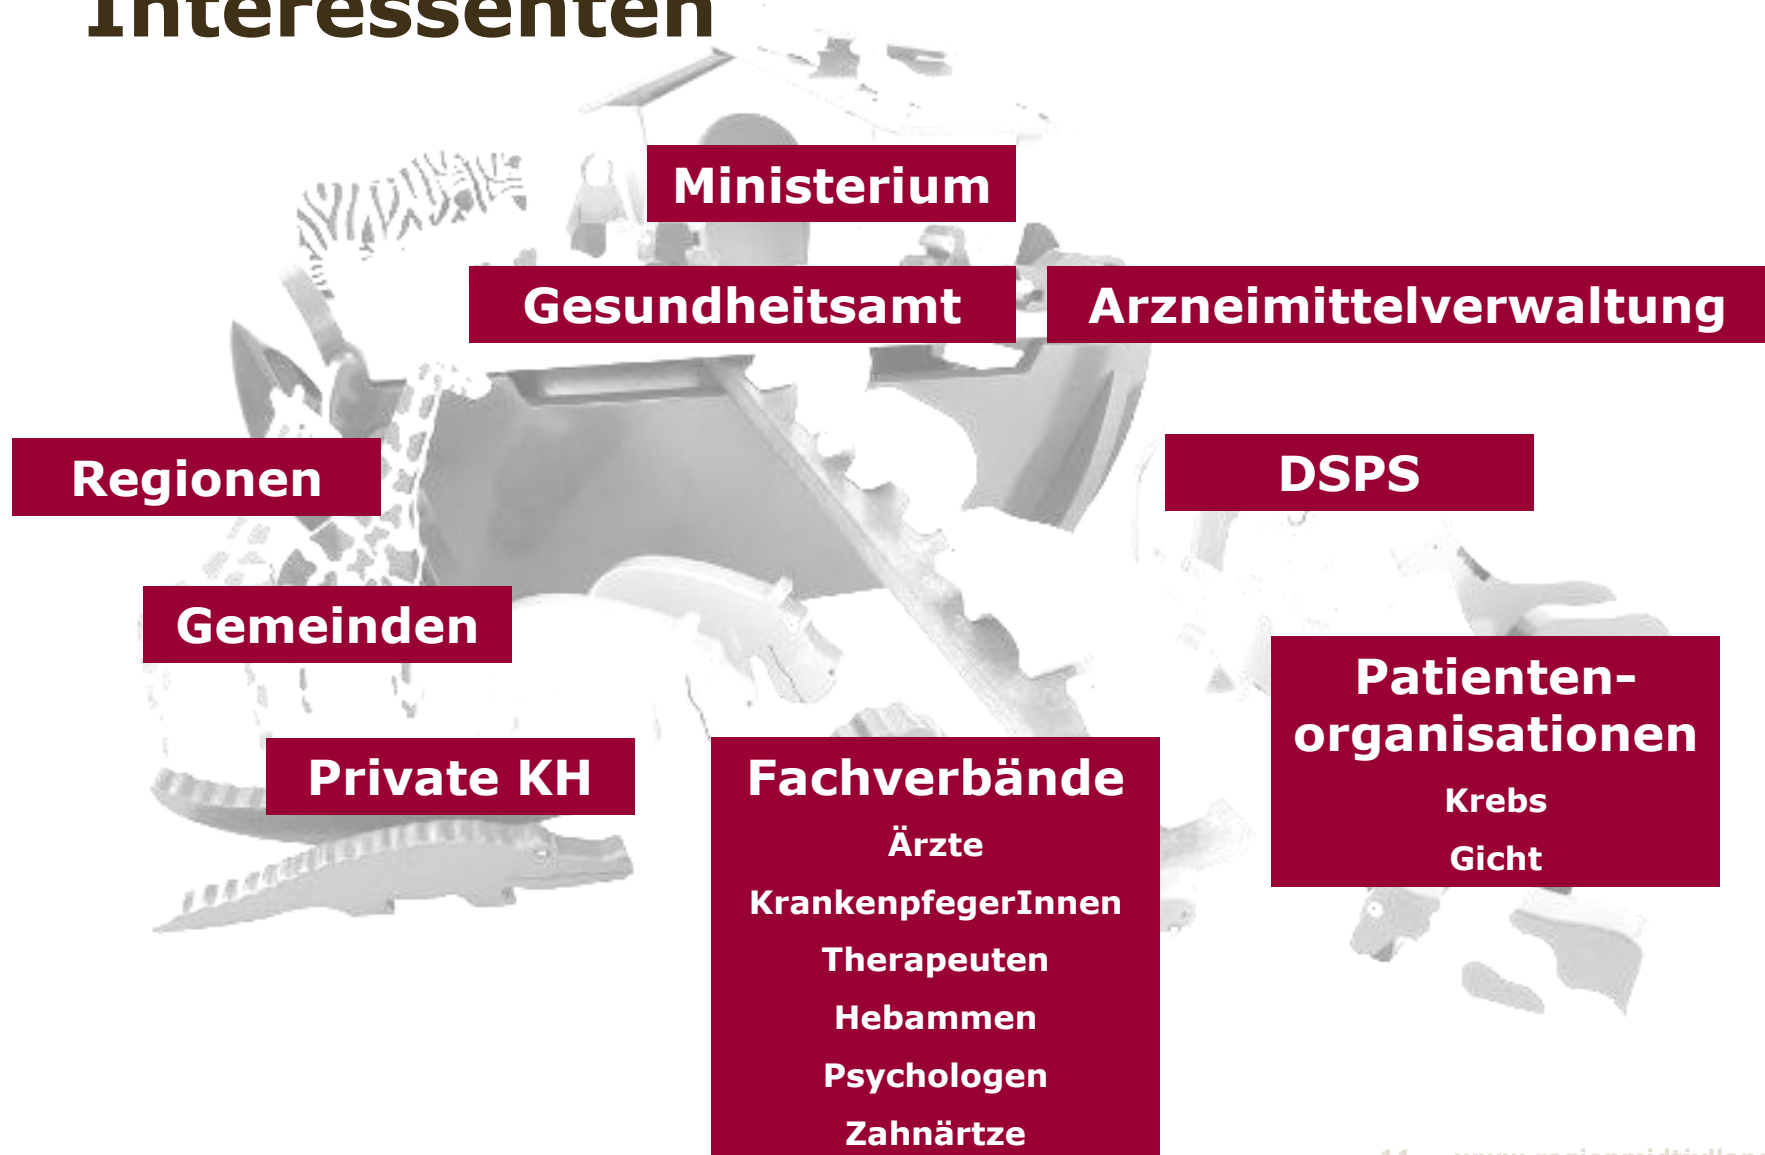 Interessenten
Ministerium
Gesundheitsamt
Arzneimittelverwaltung
Regionen
DSPS
Gemeinden
Patienten-
organisationen
Krebs
Gicht
Private KH
Fachverbände
Ärzte
KrankenpfegerInnen
Therapeuten
Hebammen
Psychologen
Zahnärtze
11